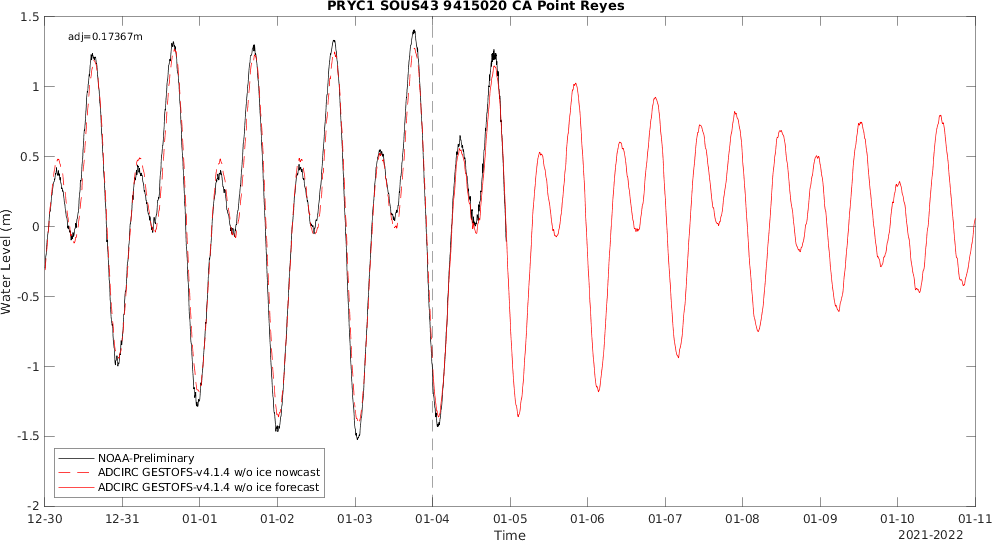 PRYC1 SOUS43 9415020 CA Point Reyes
adj=0.17367m
1.5
1
0.5
0
-0.5
-1
-1.5
-2
Water Level (m)
NOAA-Preliminary
ADCIRC GESTOFS-v4.1.4 w/o ice nowcast
ADCIRC GESTOFS-v4.1.4 w/o ice forecast
12-30 12-31 01-01 01-02 01-03 01-04 01-05 01-06 01-07 01-08 01-09 01-10 01-11
Time
2021-2022